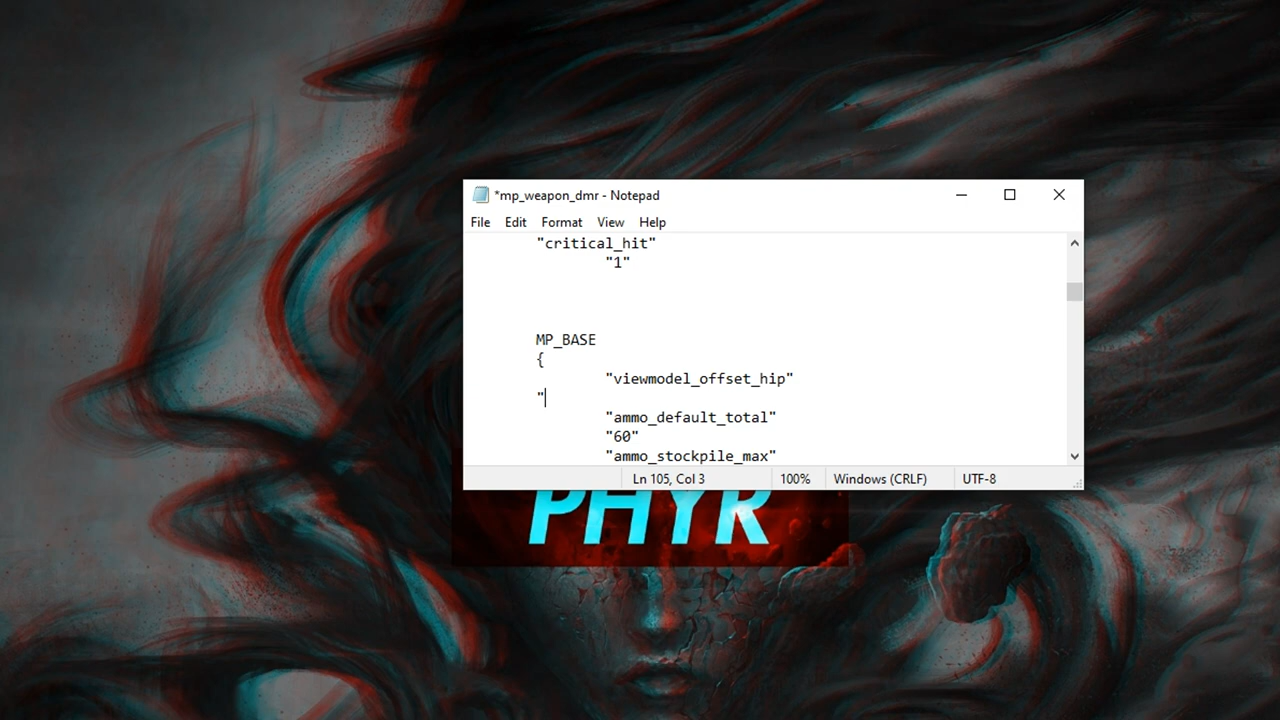 *mp_weapon_dmr - Notepad
File Edit Format View Help
"critical_hit"
"1"
MP_BASE
{
"viewmodel_offset_hip"
"
"ammo_default_total"
"60"
"ammo_stockpile_max"
Ln 105, Col 3 100% Windows (CRLF) UTF-8
PHYR